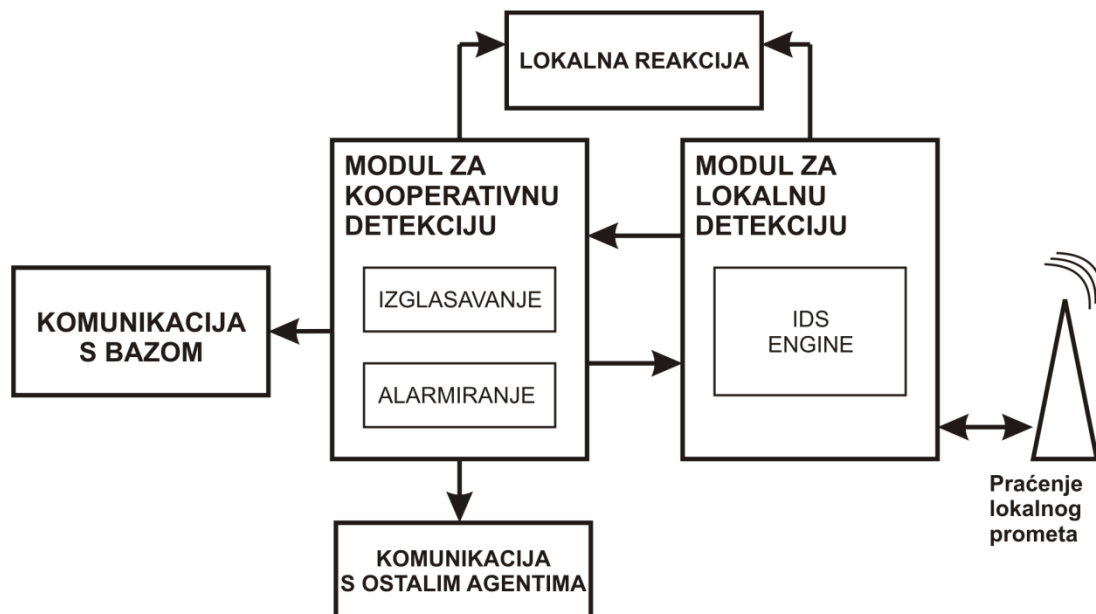 LOKALNA REAKCIJA
MODUL ZA
KOOPERATIVNU
DETEKCIJU
IZGLASAVANJE
ALARMIRANJE
MODUL ZA
LOKALNU
DETEKCIJU
IDS
ENGINE
KOMUNIKACIJA
S BAZOM
Praćenje
lokalnog
prometa
KOMUNIKACIJA
S OSTALIM AGENTIMA